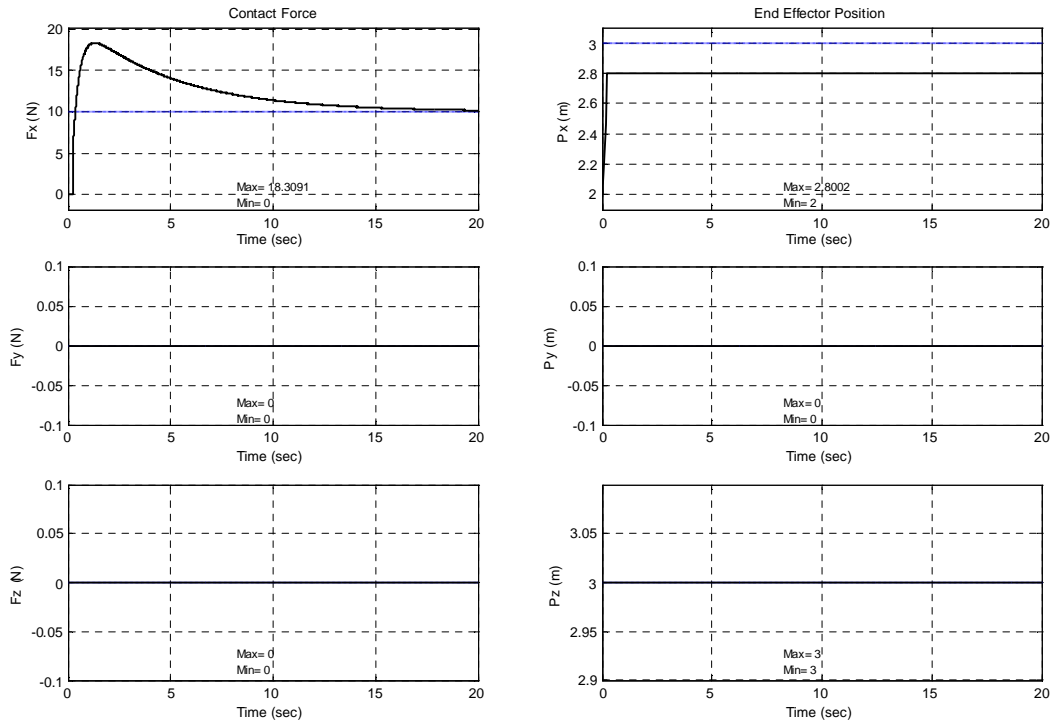 Contact Force
20
15
10
5
0
Fx (N)
Max= 18.3091
Min= 0
0 5 10 15 20
Time (sec)
End Effector Position
3
2.8
2.6
2.4
2.2
2
Px (m)
Max= 2.8002
Min= 2
0 5 10 15 20
Time (sec)
0.1
0.05
0
-0.05
-0.1
Fy (N)
Max= 0
Min= 0
0 5 10 15 20
Time (sec)
0.1
0.05
0
-0.05
-0.1
Py (m)
Max= 0
Min= 0
0 5 10 15 20
Time (sec)
0.1
0.05
0
-0.05
-0.1
Fz (N)
Max= 0
Min= 0
0 5 10 15 20
Time (sec)
3.05
3
2.95
2.9
Pz (m)
Max= 3
Min= 3
0 5 10 15 20
Time (sec)